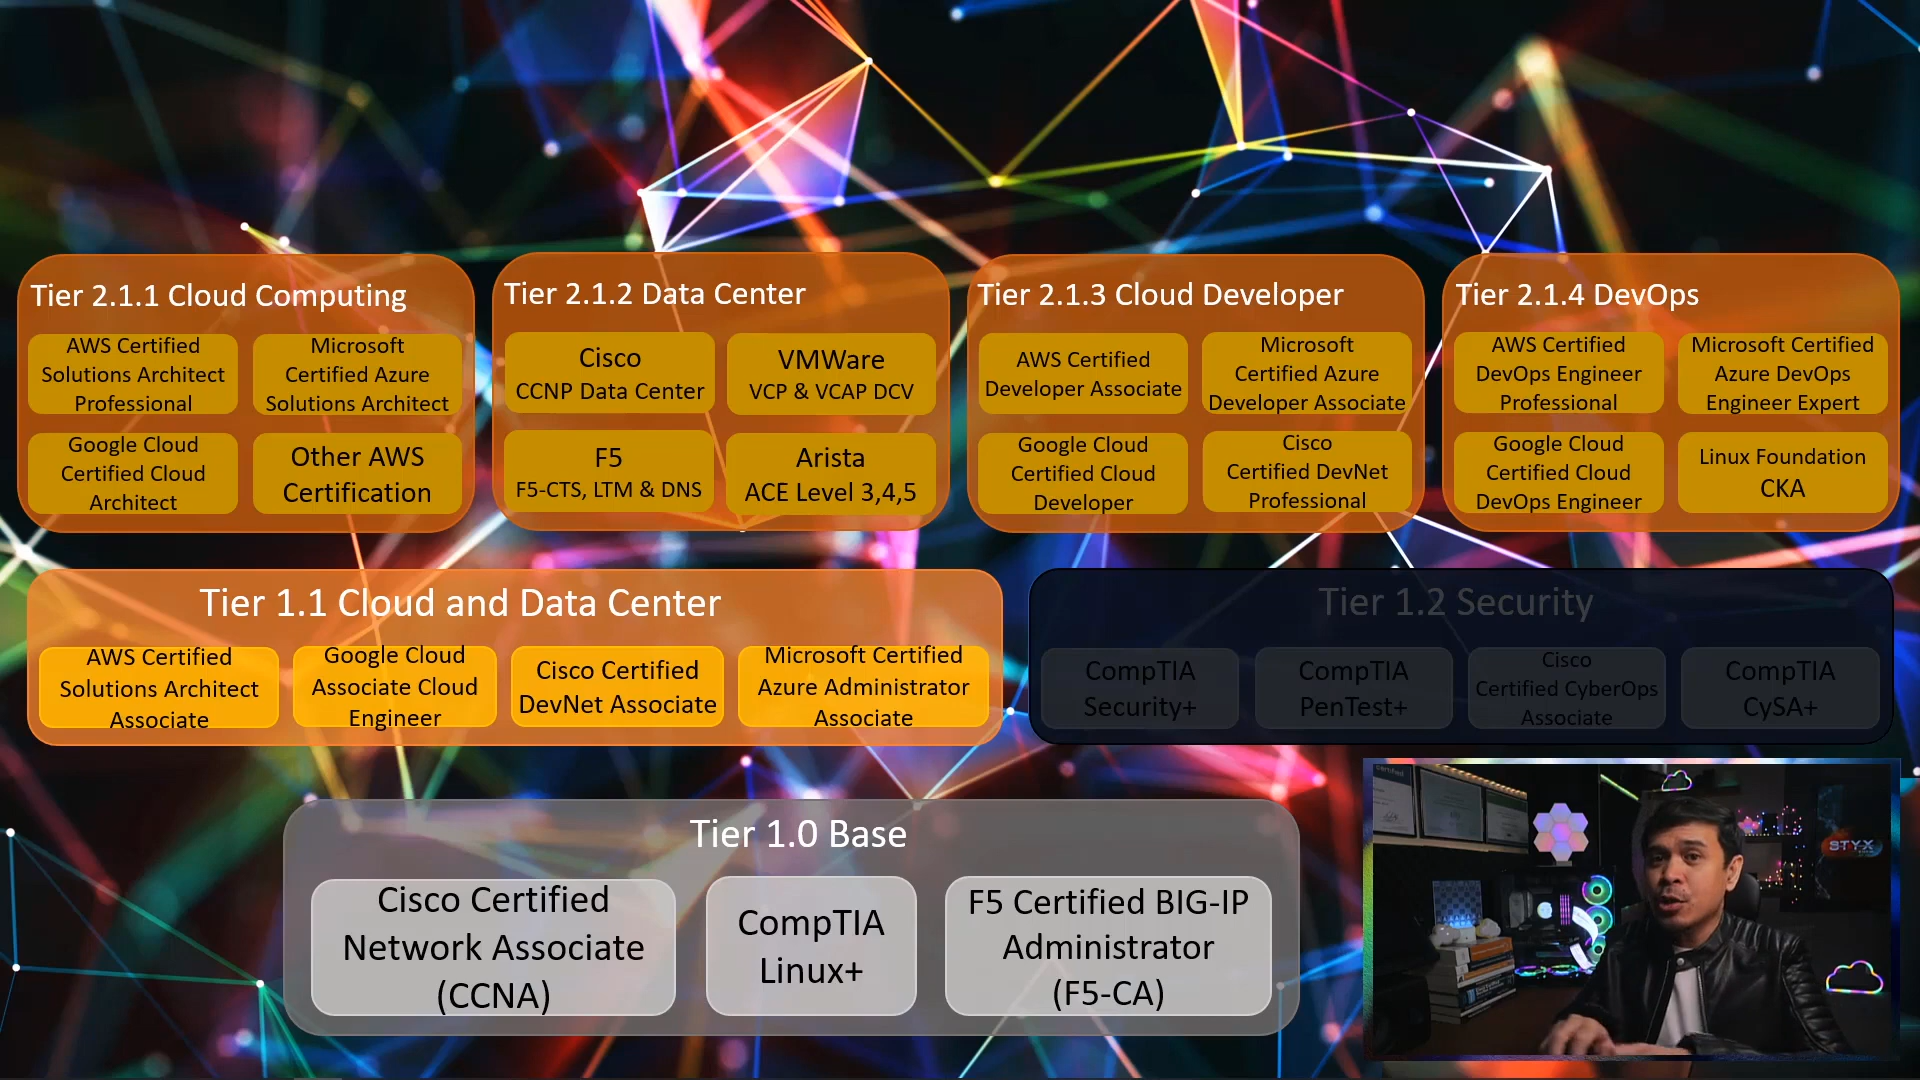 Tier 2.1.1 Cloud Computing
AWS Certified
Solutions Architect
Professional
Microsoft
Certified Azure
Solutions Architect
Google Cloud
Certified Cloud
Architect
Other AWS
Certification
Tier 2.1.2 Data Center
Cisco
CCNP Data Center
VMWare
VCP & VCAP DCV
F5
F5-CTS, LTM & DNS
Arista
ACE Level 3,4,5
Tier 2.1.3 Cloud Developer
AWS Certified
Developer Associate
Microsoft
Certified Azure
Developer Associate
Google Cloud
Certified Cloud
Developer
Cisco
Certified DevNet
Professional
Tier 2.1.4 DevOps
AWS Certified
DevOps Engineer
Professional
Microsoft Certified
Azure DevOps
Engineer Expert
Google Cloud
Certified Cloud
DevOps Engineer
Linux Foundation
CKA
Tier 1.1 Cloud and Data Center
AWS Certified
Solutions Architect
Associate
Google Cloud
Associate Cloud
Engineer
Cisco Certified
DevNet Associate
Microsoft Certified
Azure Administrator
Associate
Tier 1.2 Security
CompTIA
Security+
CompTIA
PenTest+
Cisco
Certified CyberOps
Associate
CompTIA
CySA+
Tier 1.0 Base
Cisco Certified
Network Associate
(CCNA)
CompTIA
Linux+
F5 Certified BIG-IP
Administrator
(F5-CA)
STYX